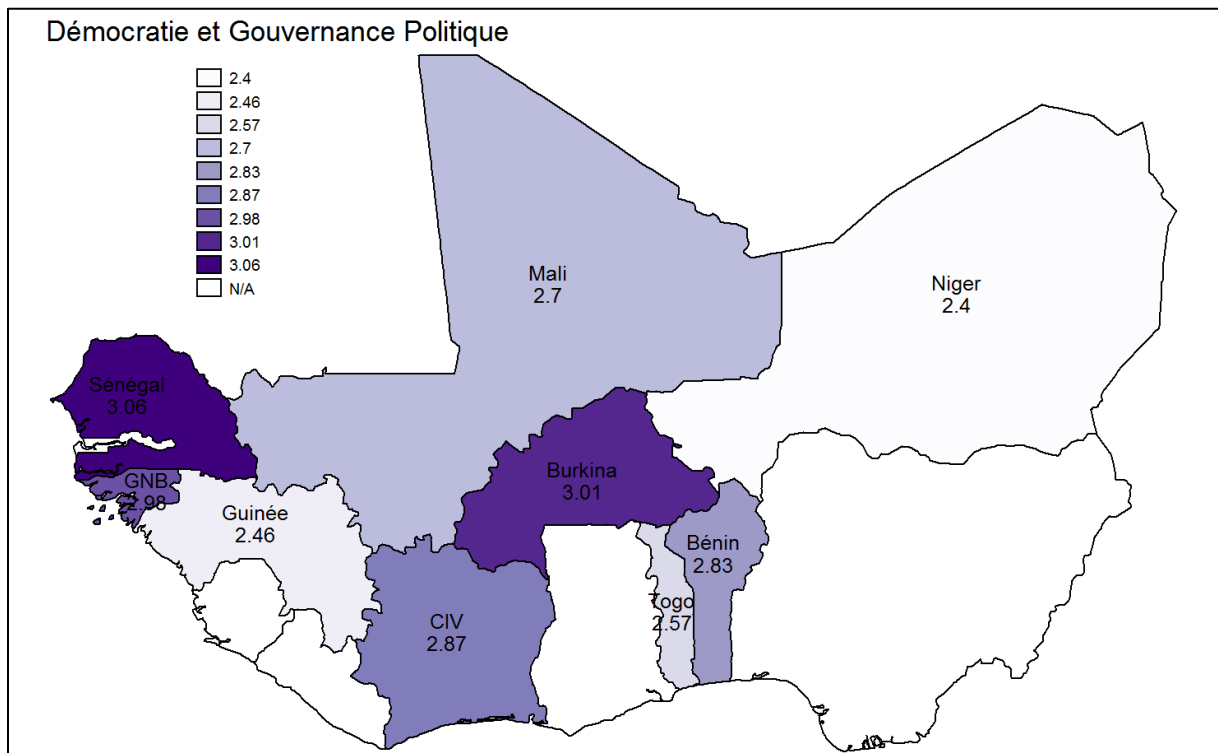 Démocratie et Gouvernance Politique
2.4
2.46
2.57
2.7
2.83
2.87
2.98
3.01
3.06
N/A
Mali
2.7
Niger
2.4
Sénégal
3.06
Burkina
3.01
GNB
2.98
Guinée
2.46
Bénin
2.83
Togo
2.57
CIV
2.87